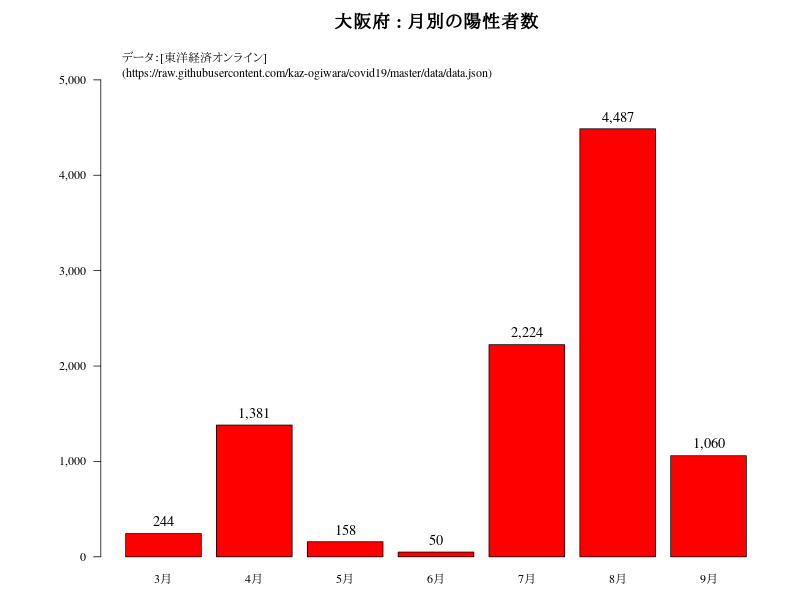 大阪府 : 月別の陽性者数
データ：[東洋経済オンライン]
(https://raw.githubusercontent.com/kaz-ogiwara/covid19/master/data/data.json)
5,000
4,000
3,000
2,000
1,000
0
244
1,381
158
50
2,224
4,487
1,060
3月
4月
5月
6月
7月
8月
9月